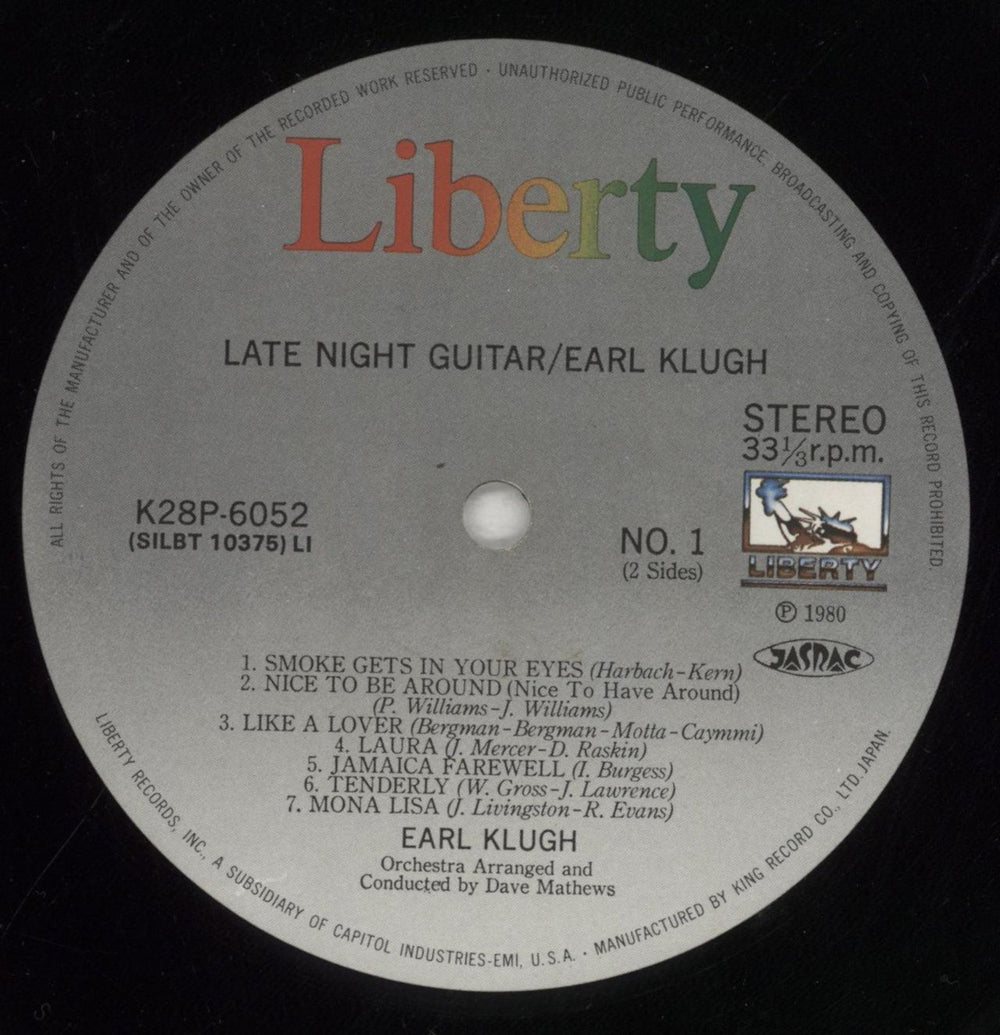 ALL RIGHTS OF THE MANUFACTURER AND OF THE OWNER OF THE RECORDED WORK RESERVED · UNAUTHORIZED PUBLIC PERFORMANCE, BROADCASTING AND COPYING OF THIS RECORD PROHIBITED.
Liberty
LATE NIGHT GUITAR/EARL KLUGH
STEREO
33⅓r.p.m.
K28P-6052
(SILBT 10375) LI
NO. 1
(2 Sides)
LIBERTY
Ⓟ 1980
JASRAC
1. SMOKE GETS IN YOUR EYES (Harbach-Kern)
2. NICE TO BE AROUND (Nice To Have Around)
(P. Williams-J. Williams)
3. LIKE A LOVER (Bergman-Bergman-Motta-Caymmi)
4. LAURA (J. Mercer-D. Raskin)
5. JAMAICA FAREWELL (I. Burgess)
6. TENDERLY (W. Gross-J. Lawrence)
7. MONA LISA (J. Livingston-R. Evans)
EARL KLUGH
Orchestra Arranged and
Conducted by Dave Mathews
LIBERTY RECORDS, INC., A SUBSIDIARY OF CAPITOL INDUSTRIES-EMI, U.S.A. · MANUFACTURED BY KING RECORD CO., LTD. JAPAN.